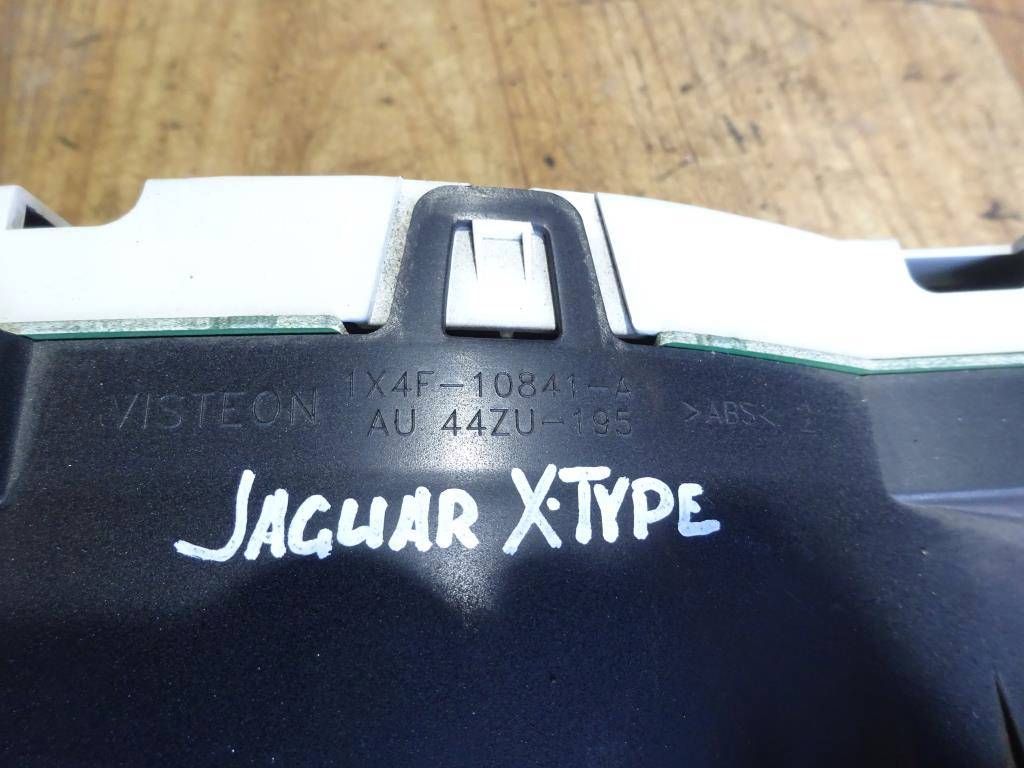 VISTEON 1X4F-10841-A
AU 44ZU-195 >ABS< 2
JAGUAR X-TYPE